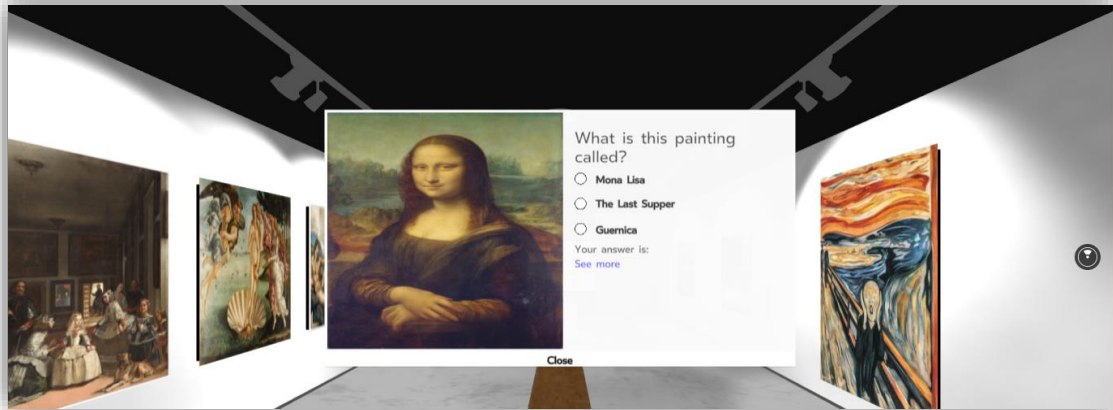 What is this painting
called?
Mona Lisa
The Last Supper
Guernica
Your answer is:
See more
Close